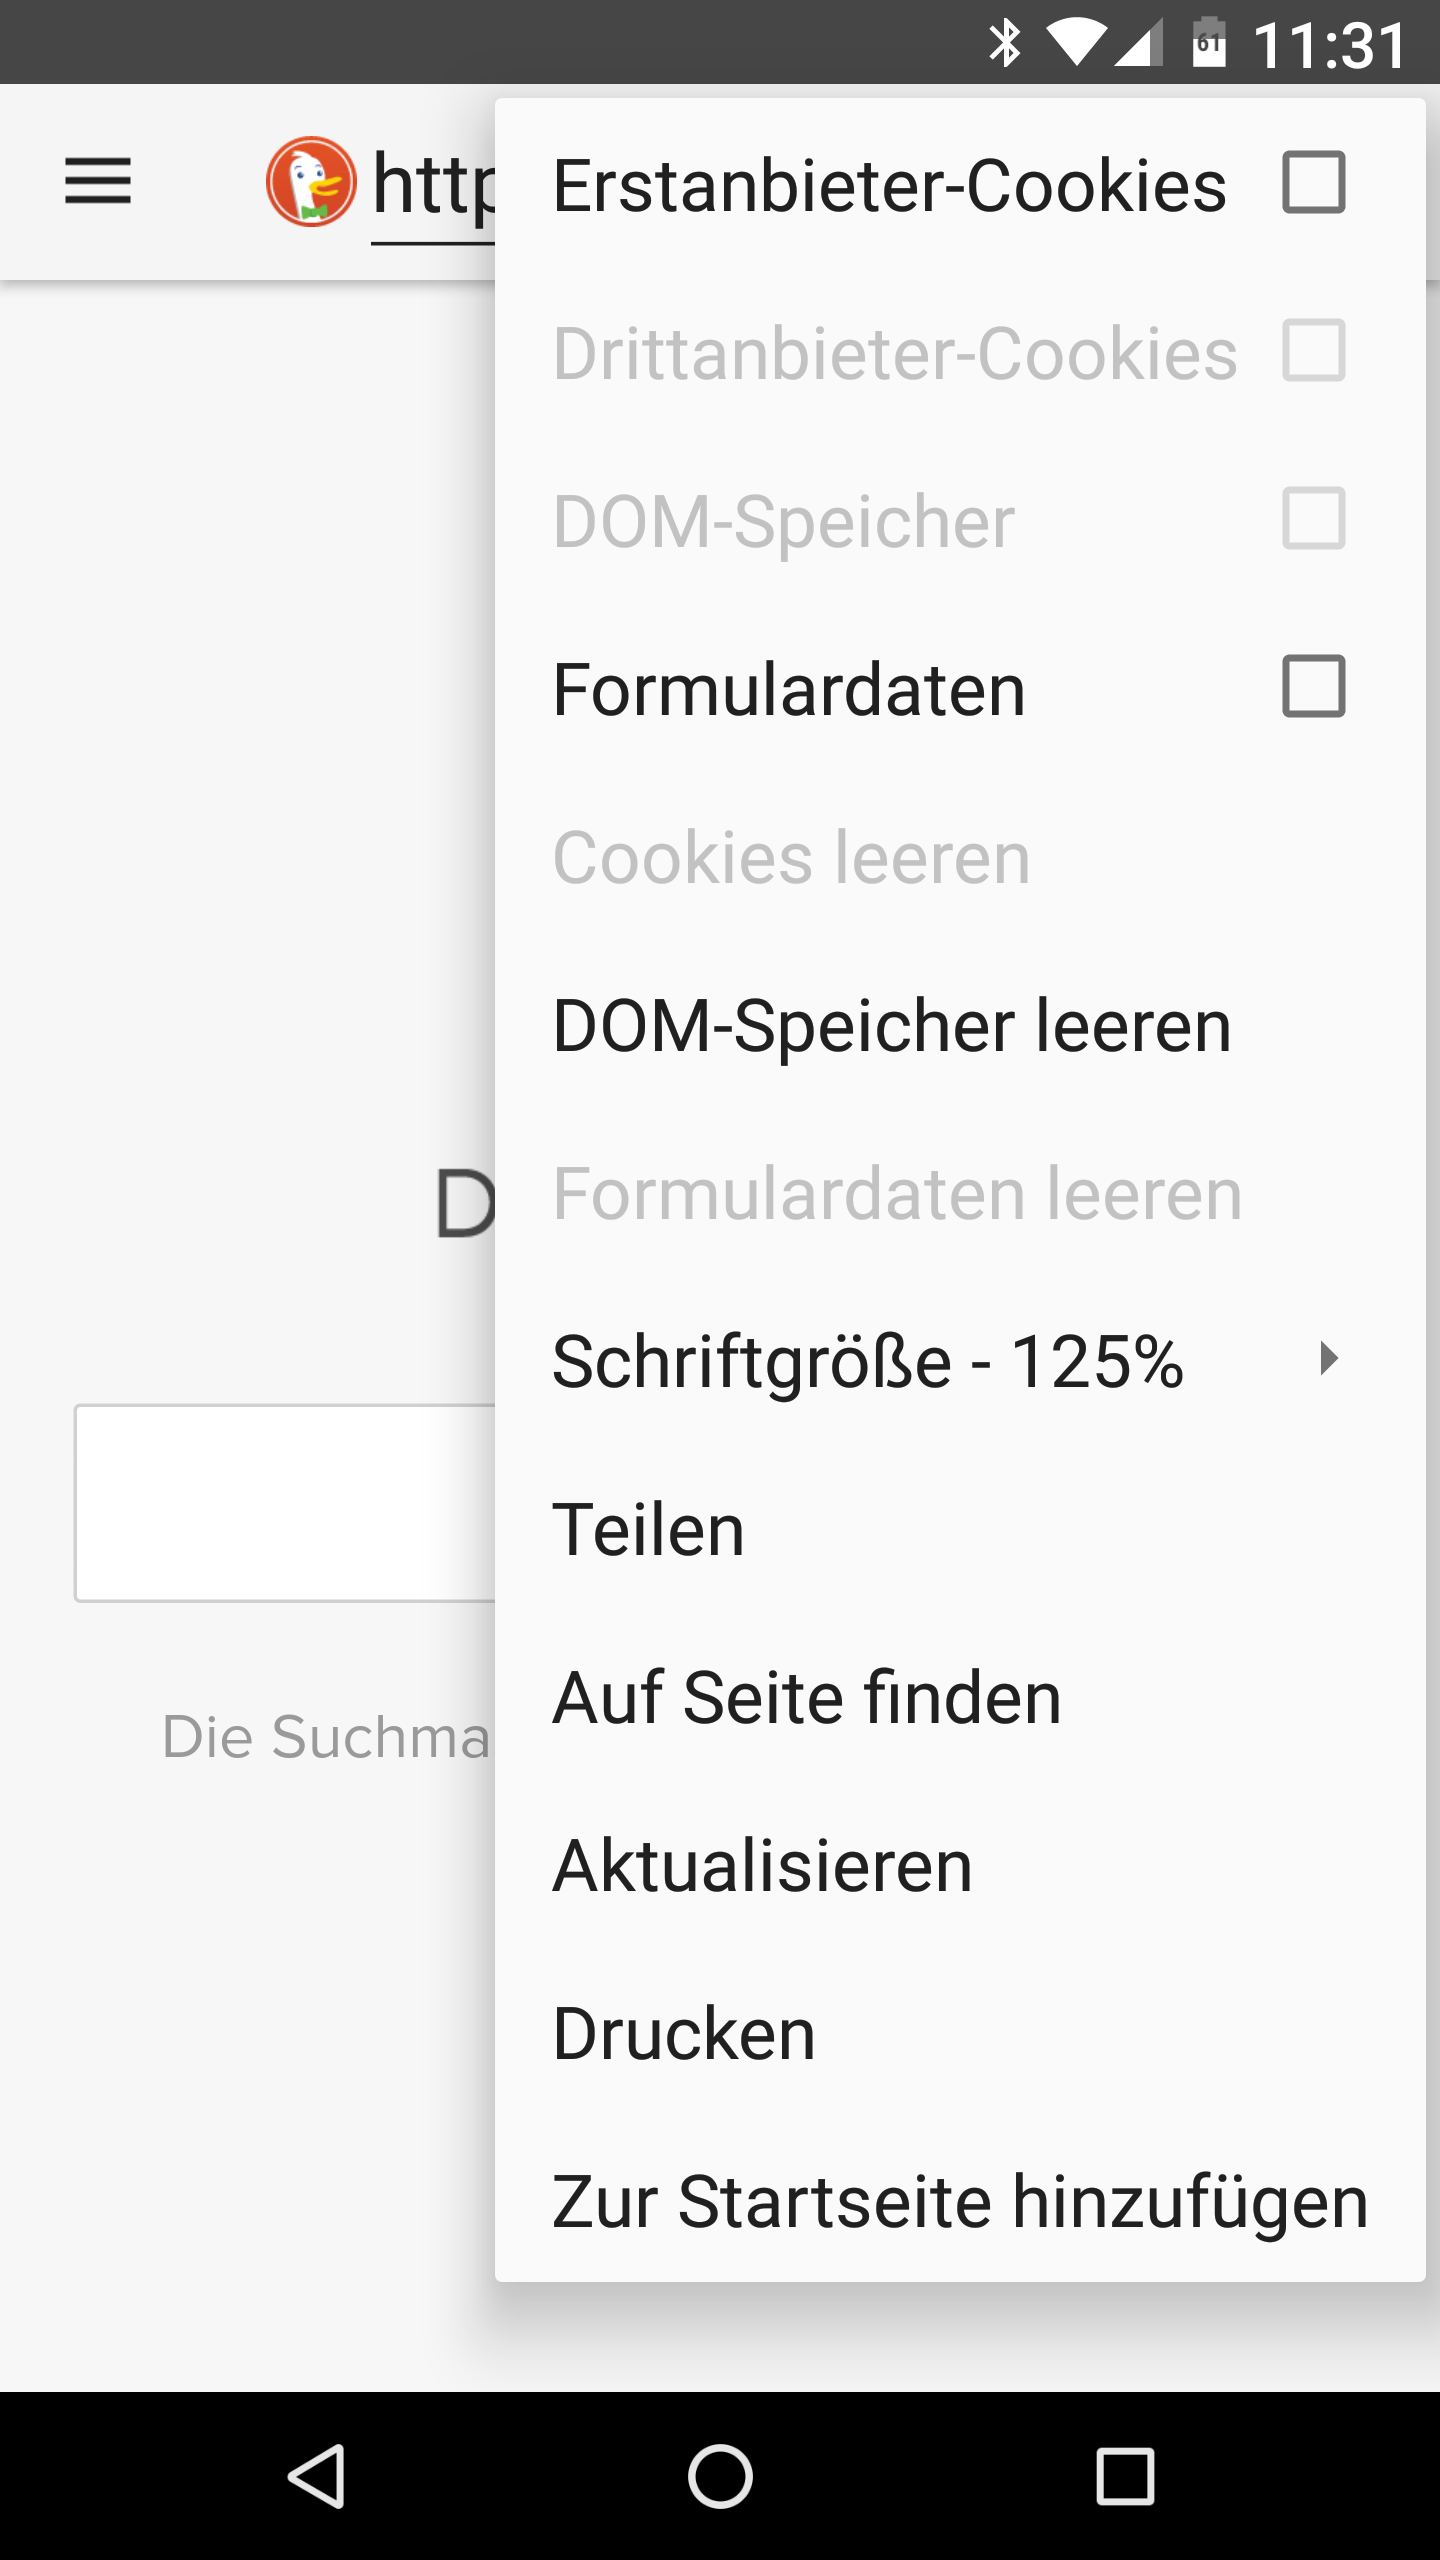 61 11:31
http
Erstanbieter-Cookies
Drittanbieter-Cookies
DOM-Speicher
Formulardaten
Cookies leeren
DOM-Speicher leeren
Formulardaten leeren
D
Schriftgröße - 125%
Teilen
Auf Seite finden
Die Suchma
Aktualisieren
Drucken
Zur Startseite hinzufügen